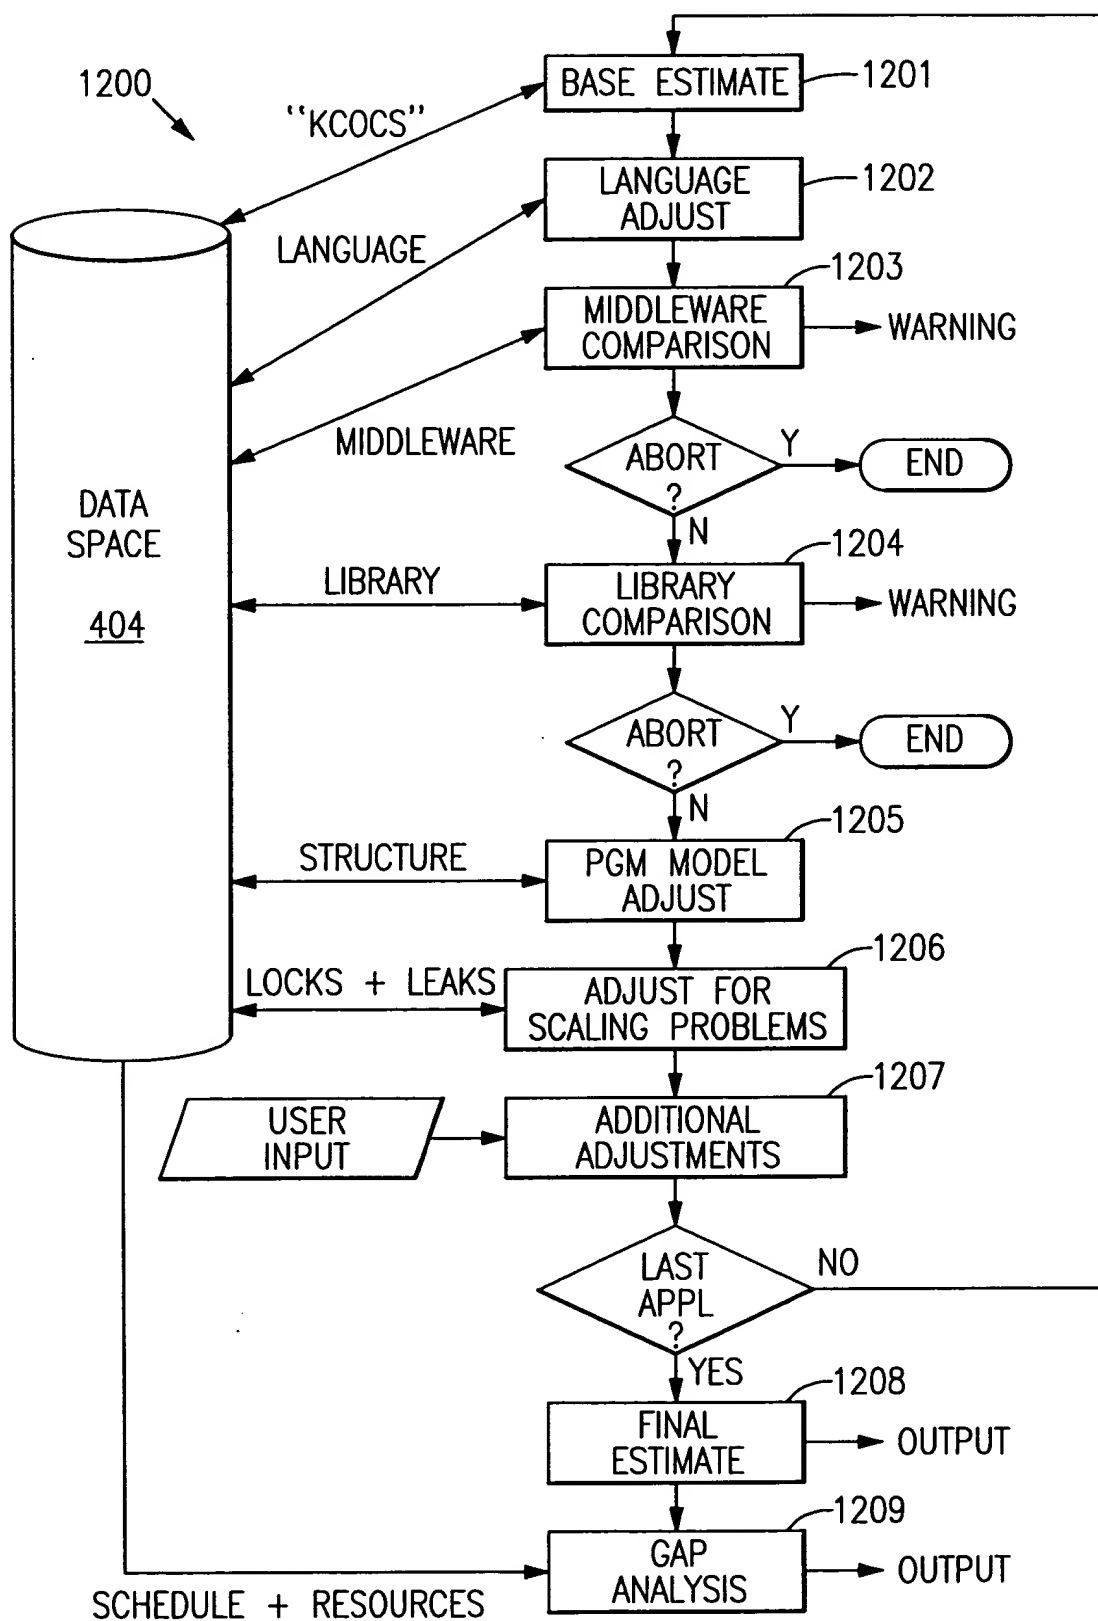 1200
"KCOCS"
BASE ESTIMATE
1201
LANGUAGE
ADJUST
1202
LANGUAGE
1203
MIDDLEWARE
COMPARISON
WARNING
MIDDLEWARE
ABORT
?
Y
END
N
DATA
SPACE
404
1204
LIBRARY
LIBRARY
COMPARISON
WARNING
ABORT
?
Y
END
N
1205
STRUCTURE
PGM MODEL
ADJUST
1206
LOCKS + LEAKS
ADJUST FOR
SCALING PROBLEMS
1207
USER
INPUT
ADDITIONAL
ADJUSTMENTS
LAST
APPL
?
NO
YES
1208
FINAL
ESTIMATE
OUTPUT
1209
GAP
ANALYSIS
OUTPUT
SCHEDULE + RESOURCES